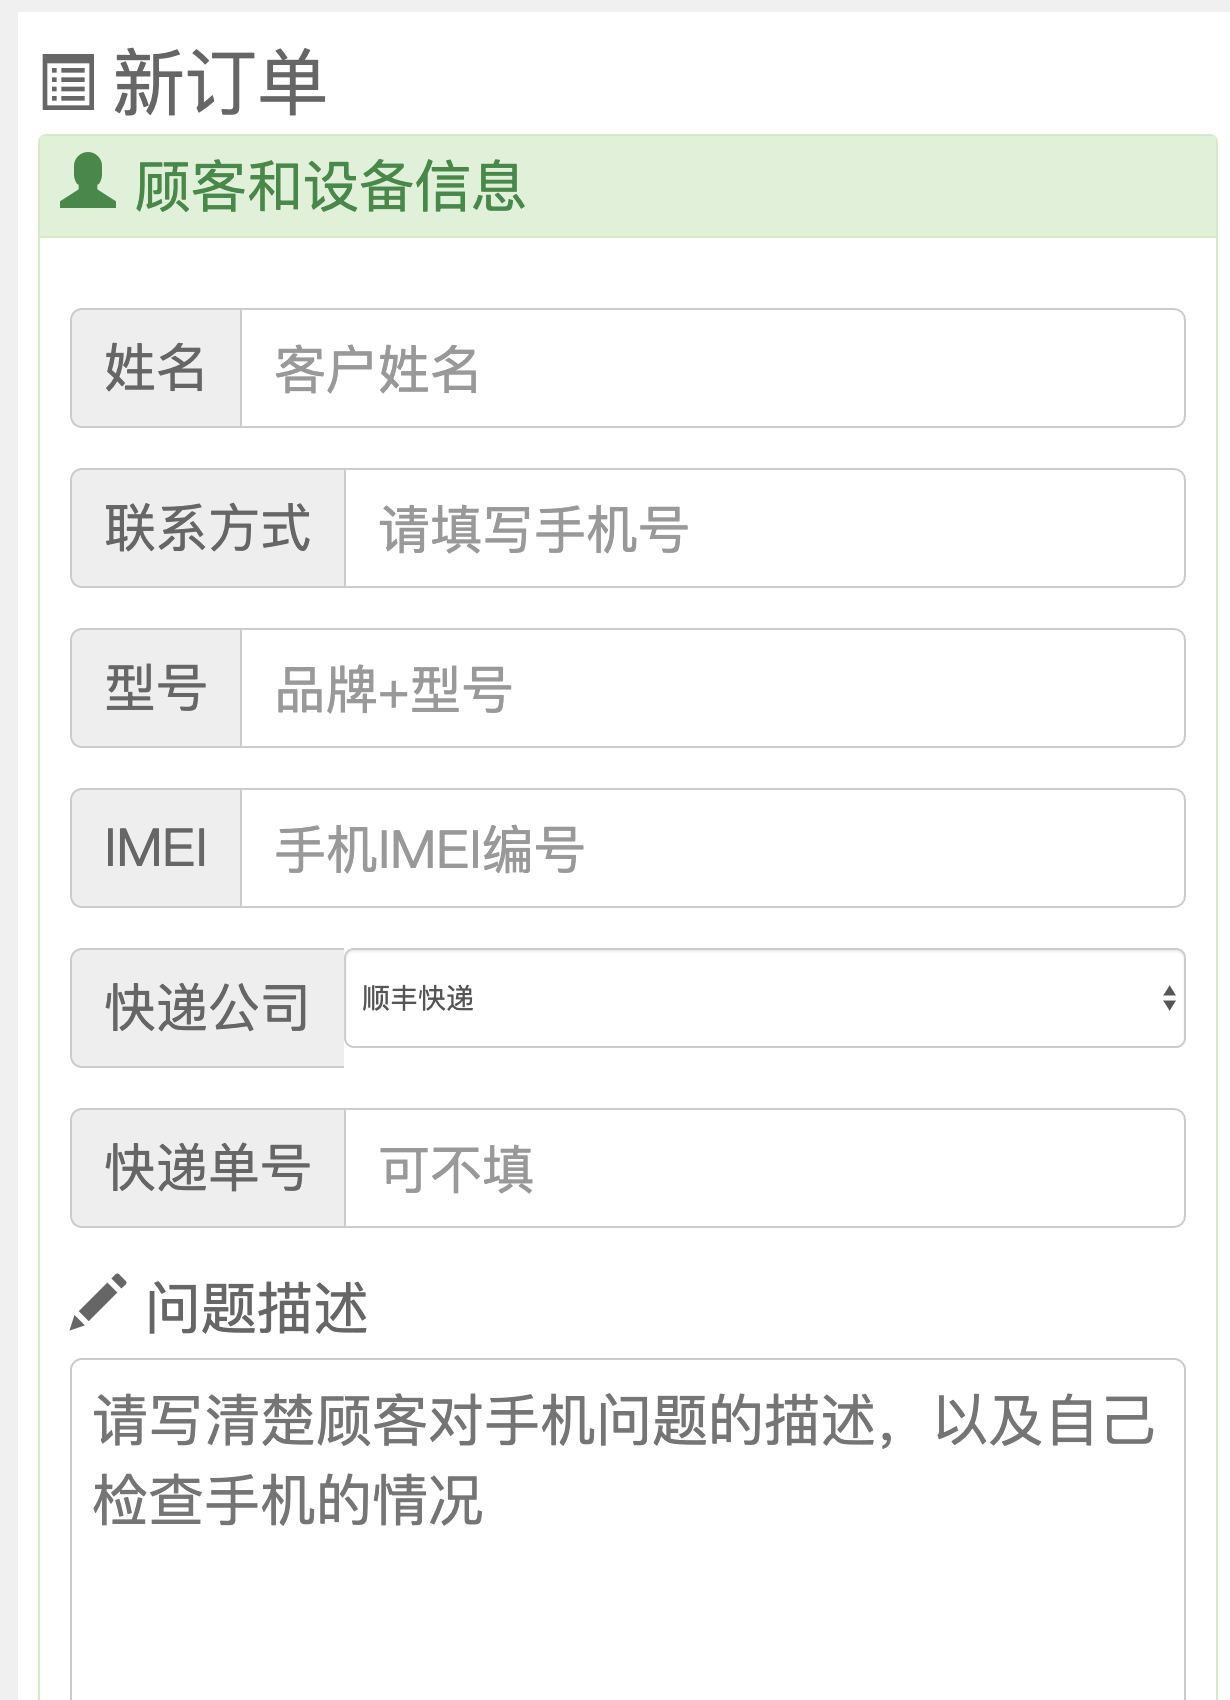 新订单
顾客和设备信息
姓名 客户姓名
联系方式 请填写手机号
型号 品牌+型号
IMEI 手机IMEI编号
快递公司 顺丰快递
快递单号 可不填
问题描述
请写清楚顾客对手机问题的描述，以及自己
检查手机的情况